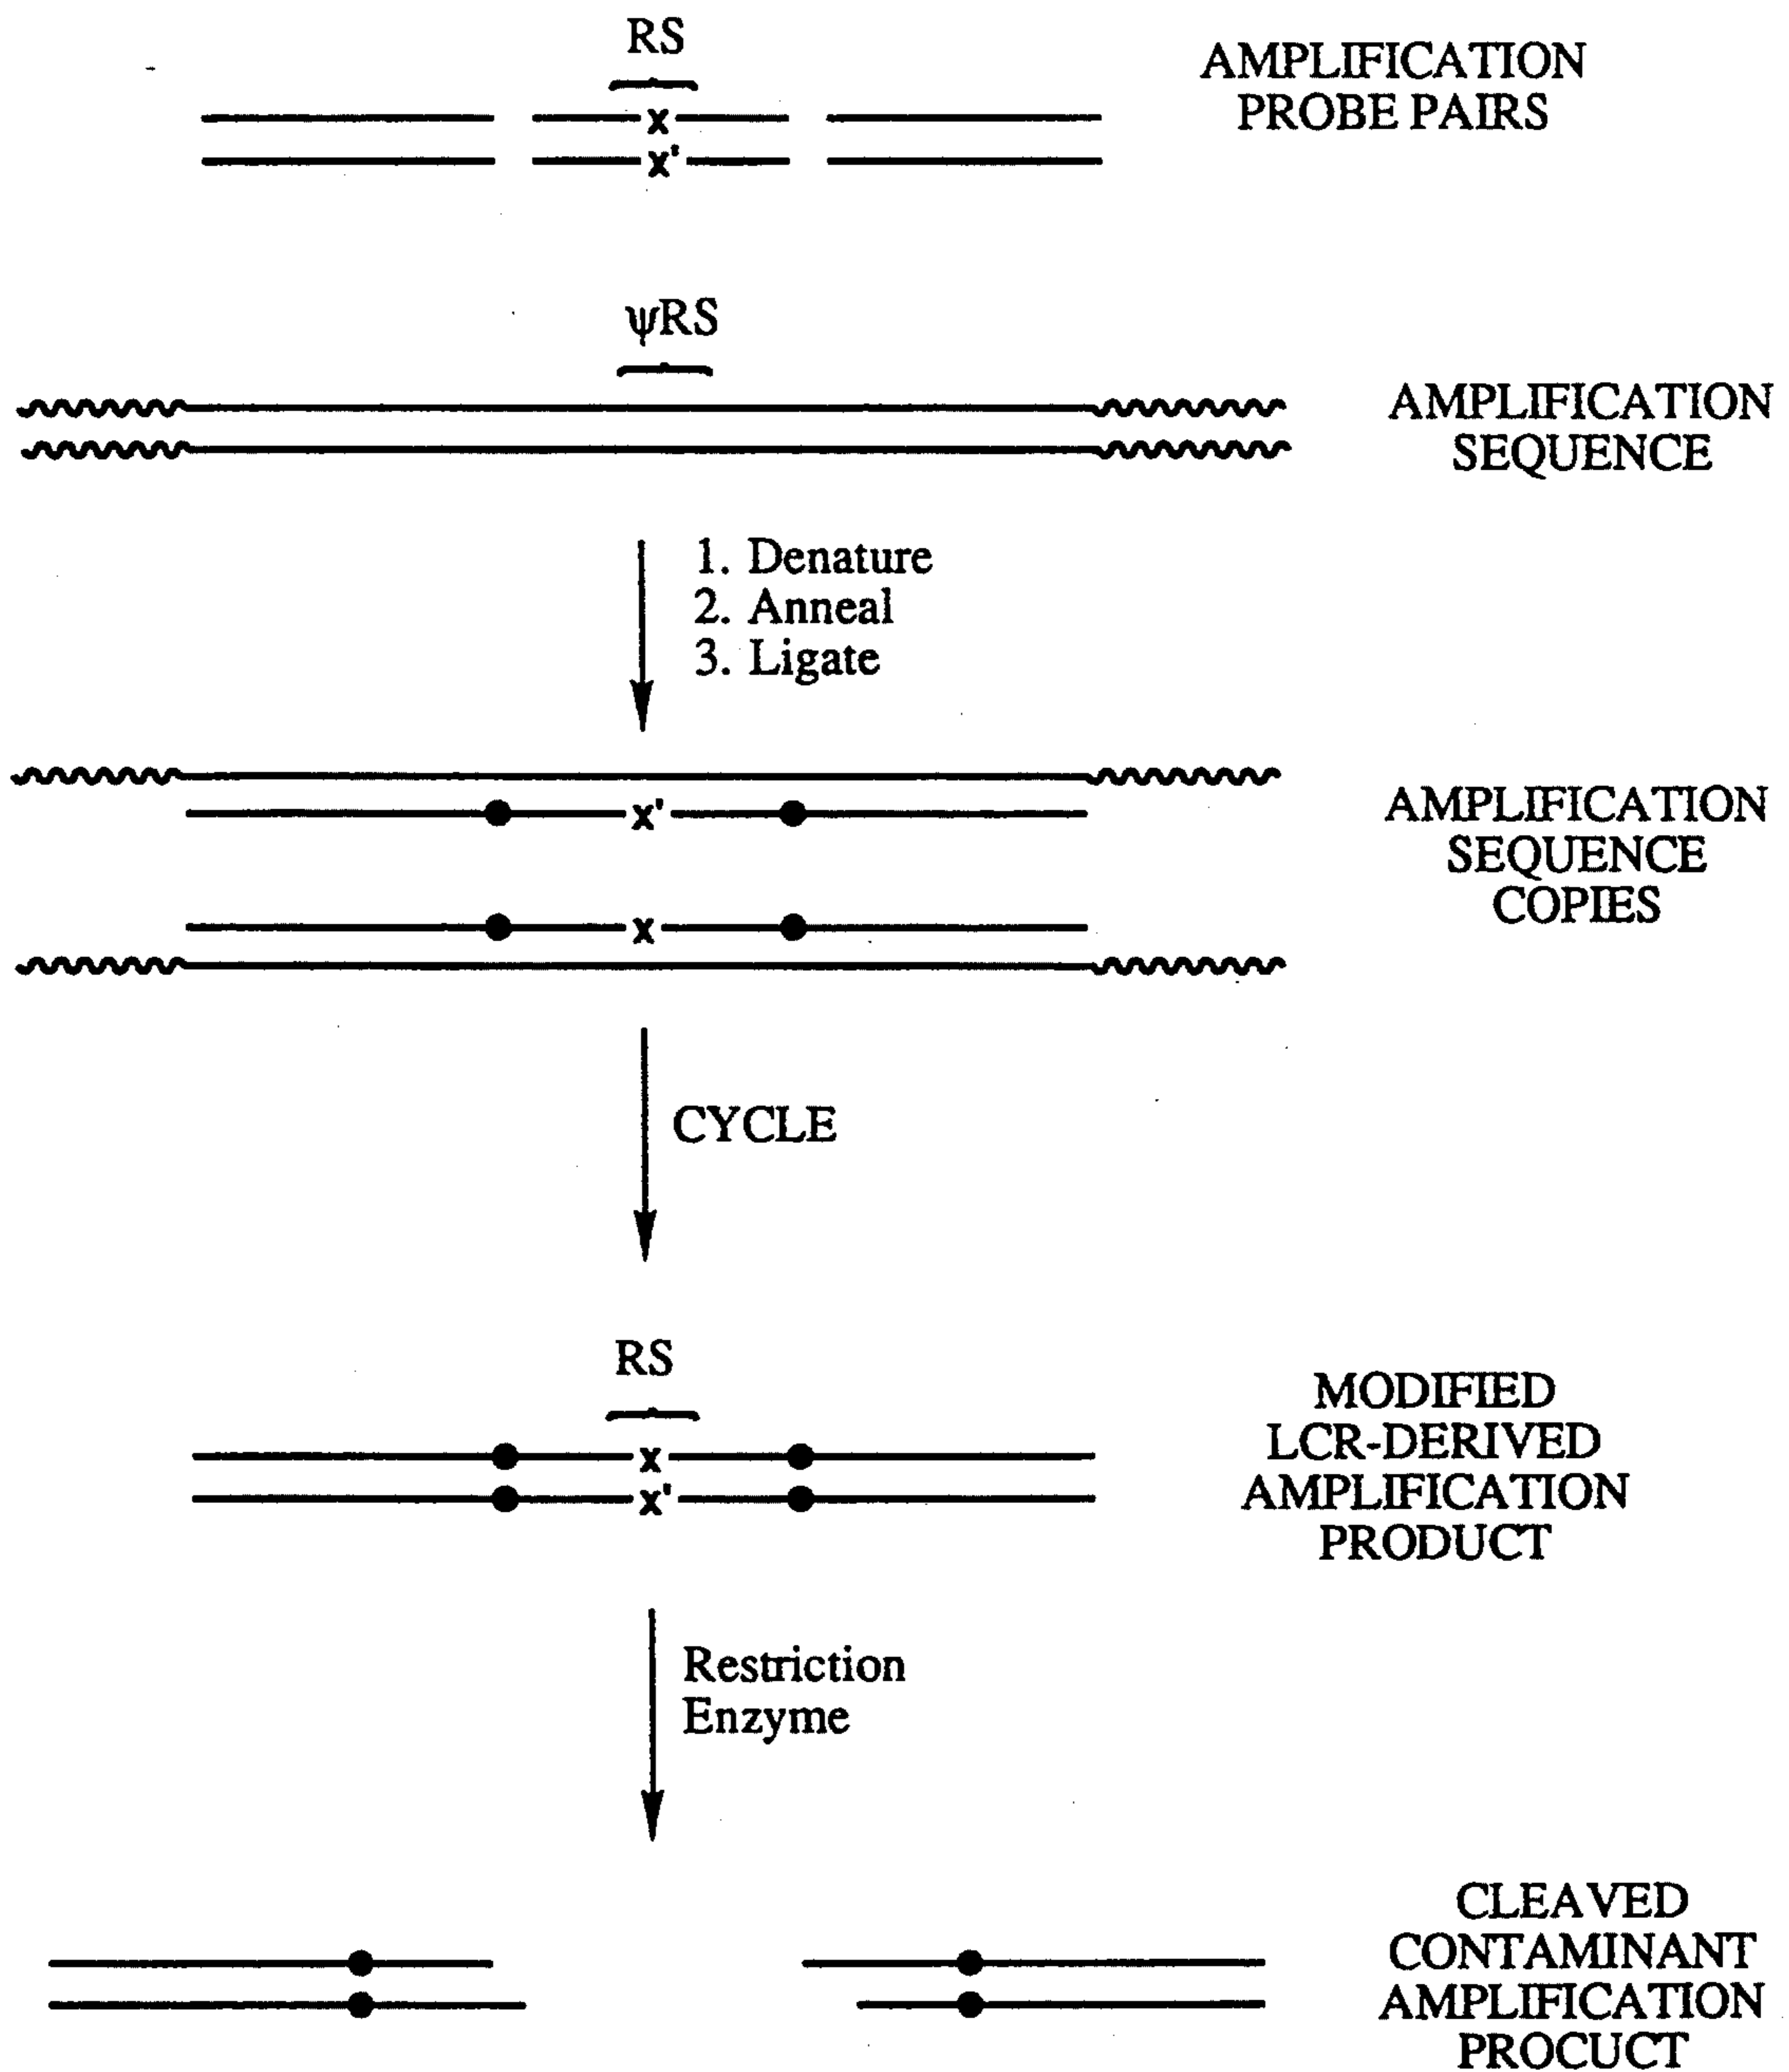 RS
AMPLIFICATION
PROBE PAIRS
x
x'
ψRS
AMPLIFICATION
SEQUENCE
1. Denature
2. Anneal
3. Ligate
x'
AMPLIFICATION
SEQUENCE
COPIES
x
CYCLE
RS
MODIFIED
LCR-DERIVED
AMPLIFICATION
PRODUCT
x
x'
Restriction
Enzyme
CLEAVED
CONTAMINANT
AMPLIFICATION
PROCUCT